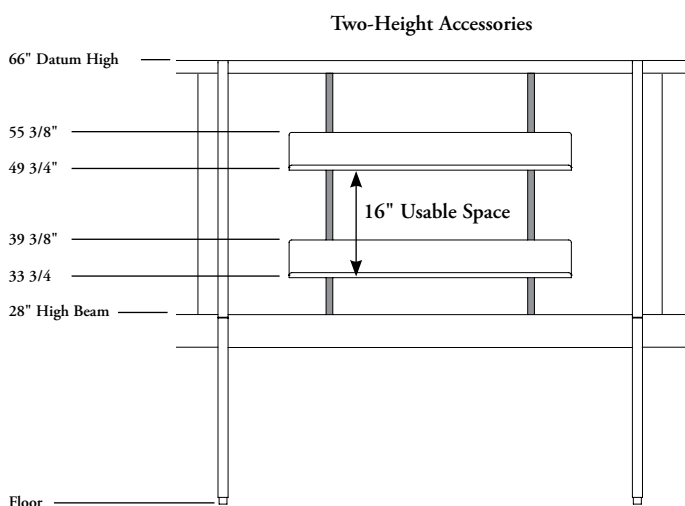 Two-Height Accessories
66" Datum High
55 3/8"
49 3/4"
16" Usable Space
39 3/8"
33 3/4
28" High Beam
Floor